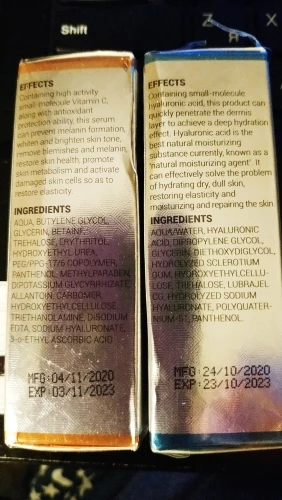 Shift
Z
X
Я
EFFECTS
Containing high activity
small-molecule Vitamin C,
along with antioxidant
protection ability, this serum
can prevent melanin formation,
whiten and brighten skin tone,
remove blemishes and melanin,
restore skin health, promote
skin metabolism and activate
damaged skin cells so as to
restore elasticity.
INGREDIENTS
AQUA, BUTYLENE GLYCOL,
GLYCERIN, BETAINE,
TREHALOSE, ERYTHRITOL,
HYDROXYETHYL UREA,
PEG/PPG-17/6 COPOLYMER,
PANTHENOL, METHYLPARABEN,
DIPOTASSIUM GLYCYRRHIZATE,
ALLANTOIN, CARBOMER,
HYDROXYETHYLCELLULOSE,
TRIETHANOLAMINE, DISODIUM
EDTA, SODIUM HYALURONATE,
3-o-ETHYL ASCORBIC ACID
MFG:04/11/2020
EXP:03/11/2023
EFFECTS
Containing small-molecule
Hyaluronic acid, this product can
quickly penetrate the dermis
layer to achieve a deep hydration
effect. Hyaluronic acid is the
best natural moisturizing
substance currently, known as a
'natural moisturizing agent'. It
can effectively solve the problem
of hydrating dry, dull skin,
restoring elasticity and
moisturizing and repairing the skin.
INGREDIENTS
AQUA/WATER, HYALURONIC
ACID, DIPROPYLENE GLYCOL,
GLYCERIN, DIETHOXYDIGLYCOL,
HYDROLYZED SCLEROTIUM
GUM, HYDROXYETHYLCELLU-
LOSE, TREHALOSE, LUBRAJEL
CG, HYDROLYZED SODIUM
HYALURONATE, POLYQUATER-
NIUM-51, PANTHENOL.
MFG:24/10/2020
EXP:23/10/2023